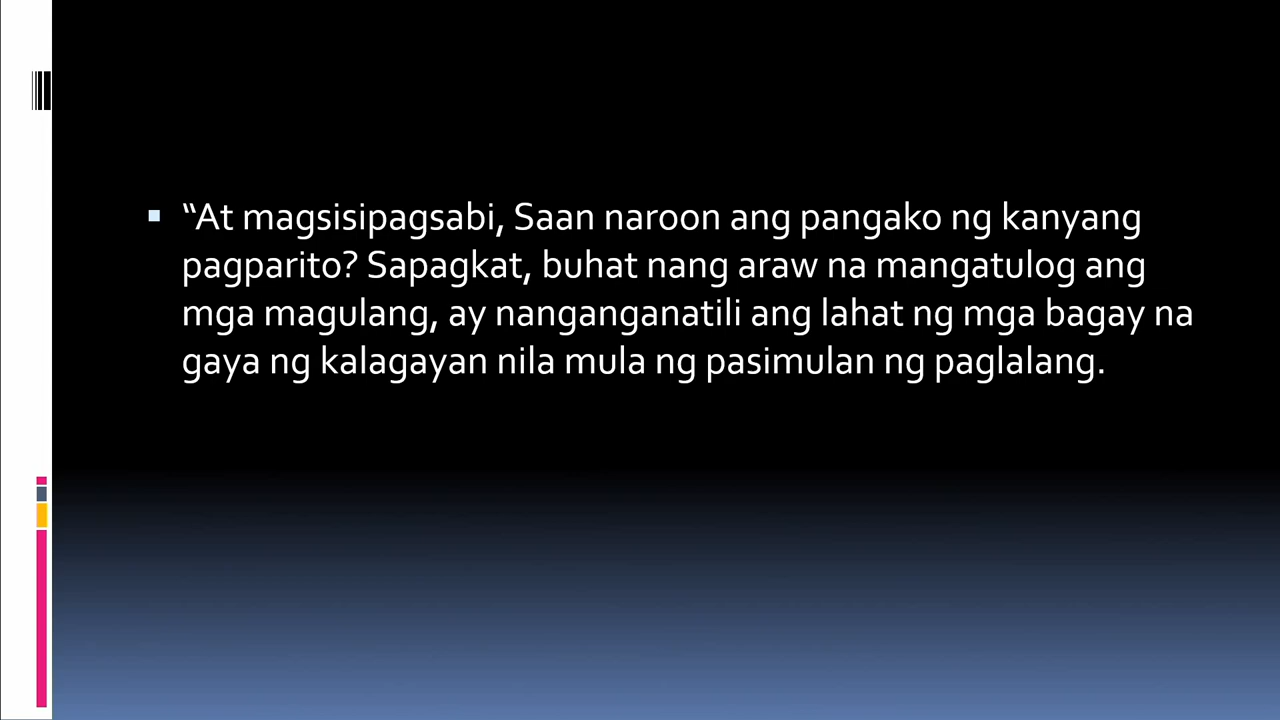 “At magsisipagsabi, Saan naroon ang pangako ng kanyang
pagparito? Sapagkat, buhat nang araw na mangatulog ang
mga magulang, ay nanganganatili ang lahat ng mga bagay na
gaya ng kalagayan nila mula ng pasimulan ng paglalang.